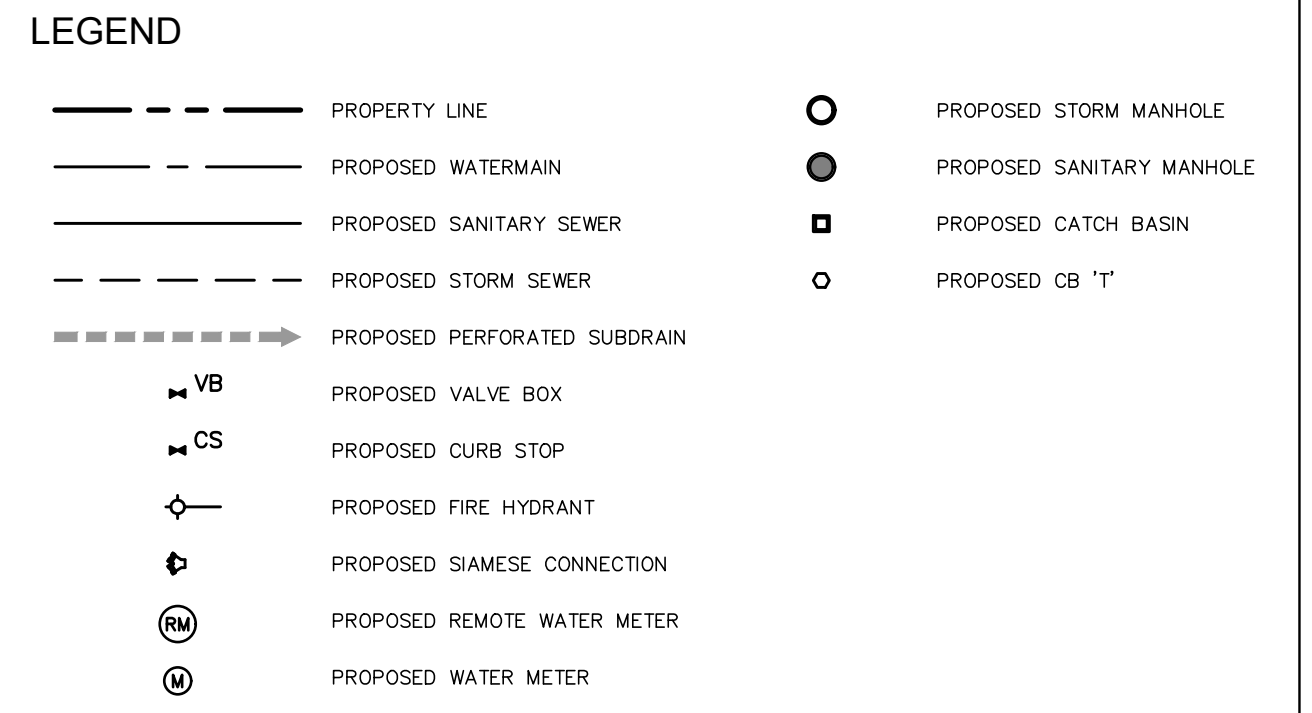 LEGEND
PROPERTY LINE
PROPOSED WATERMAIN
PROPOSED SANITARY SEWER
PROPOSED STORM SEWER
PROPOSED PERFORATED SUBDRAIN
VB PROPOSED VALVE BOX
CS PROPOSED CURB STOP
PROPOSED FIRE HYDRANT
PROPOSED SIAMESE CONNECTION
RM PROPOSED REMOTE WATER METER
M PROPOSED WATER METER
PROPOSED STORM MANHOLE
PROPOSED SANITARY MANHOLE
PROPOSED CATCH BASIN
PROPOSED CB 'T'